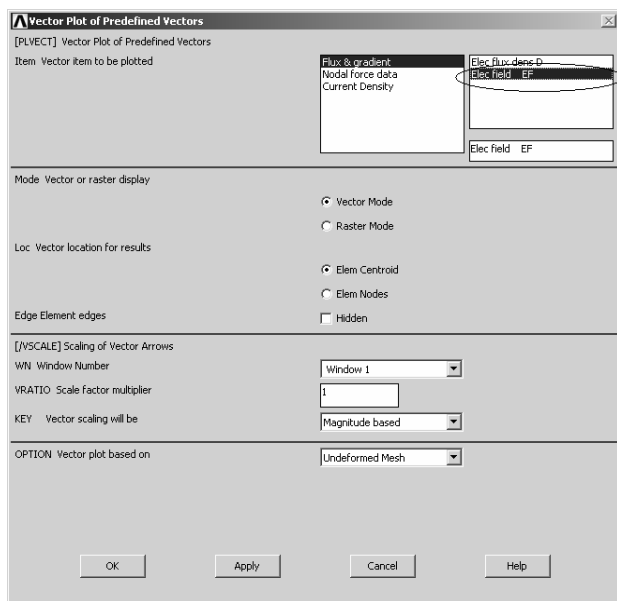 Vector Plot of Predefined Vectors
[PLVECT] Vector Plot of Predefined Vectors
Item Vector item to be plotted
Flux & gradient
Nodal force data
Current Density
Elec flux dens D
Elec field EF
Elec field EF
Mode Vector or raster display
Vector Mode
Raster Mode
Loc Vector location for results
Elem Centroid
Elem Nodes
Edge Element edges
Hidden
[/VSCALE] Scaling of Vector Arrows
WN Window Number
Window 1
VRATIO Scale factor multiplier
1
KEY Vector scaling will be
Magnitude based
OPTION Vector plot based on
Undeformed Mesh
OK
Apply
Cancel
Help